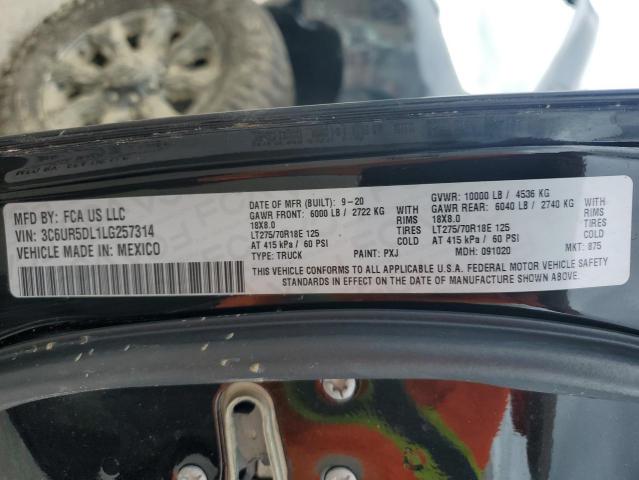 MFD BY: FCA US LLC
VIN: 3C6UR5DL1LG257314
VEHICLE MADE IN: MEXICO
DATE OF MFR (BUILT): 9-20
GAWR FRONT: 6000 LB / 2722 KG WITH
18X8.0 RIMS
LT275/70R18E 125 TIRES
AT 415 kPa / 60 PSI COLD
TYPE: TRUCK PAINT: PXJ
GVWR: 10000 LB / 4536 KG
GAWR REAR: 6040 LB / 2740 KG WITH
18X8.0 RIMS
LT275/70R18E 125 TIRES
AT 415 kPa / 60 PSI COLD
MDH: 091020 MKT: 875
THIS VEHICLE CONFORMS TO ALL APPLICABLE U.S.A. FEDERAL MOTOR VEHICLE SAFETY
STANDARDS IN EFFECT ON THE DATE OF MANUFACTURE SHOWN ABOVE.